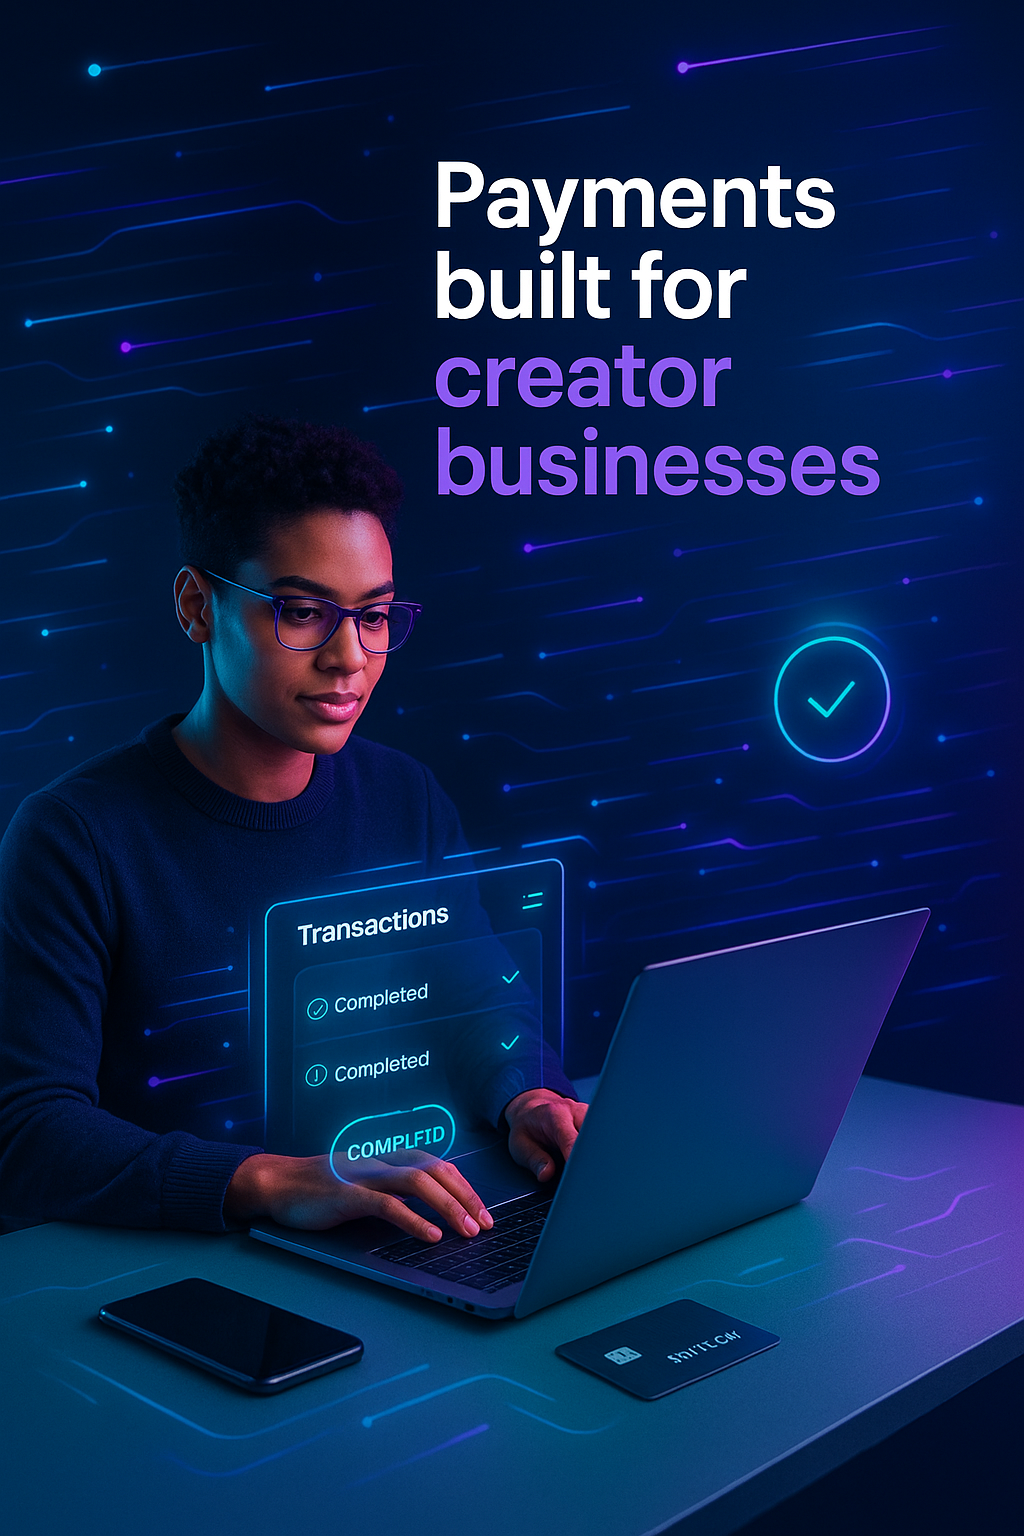 Payments
built for
creator
businesses
Transactions
Completed
Completed
COMPLFID